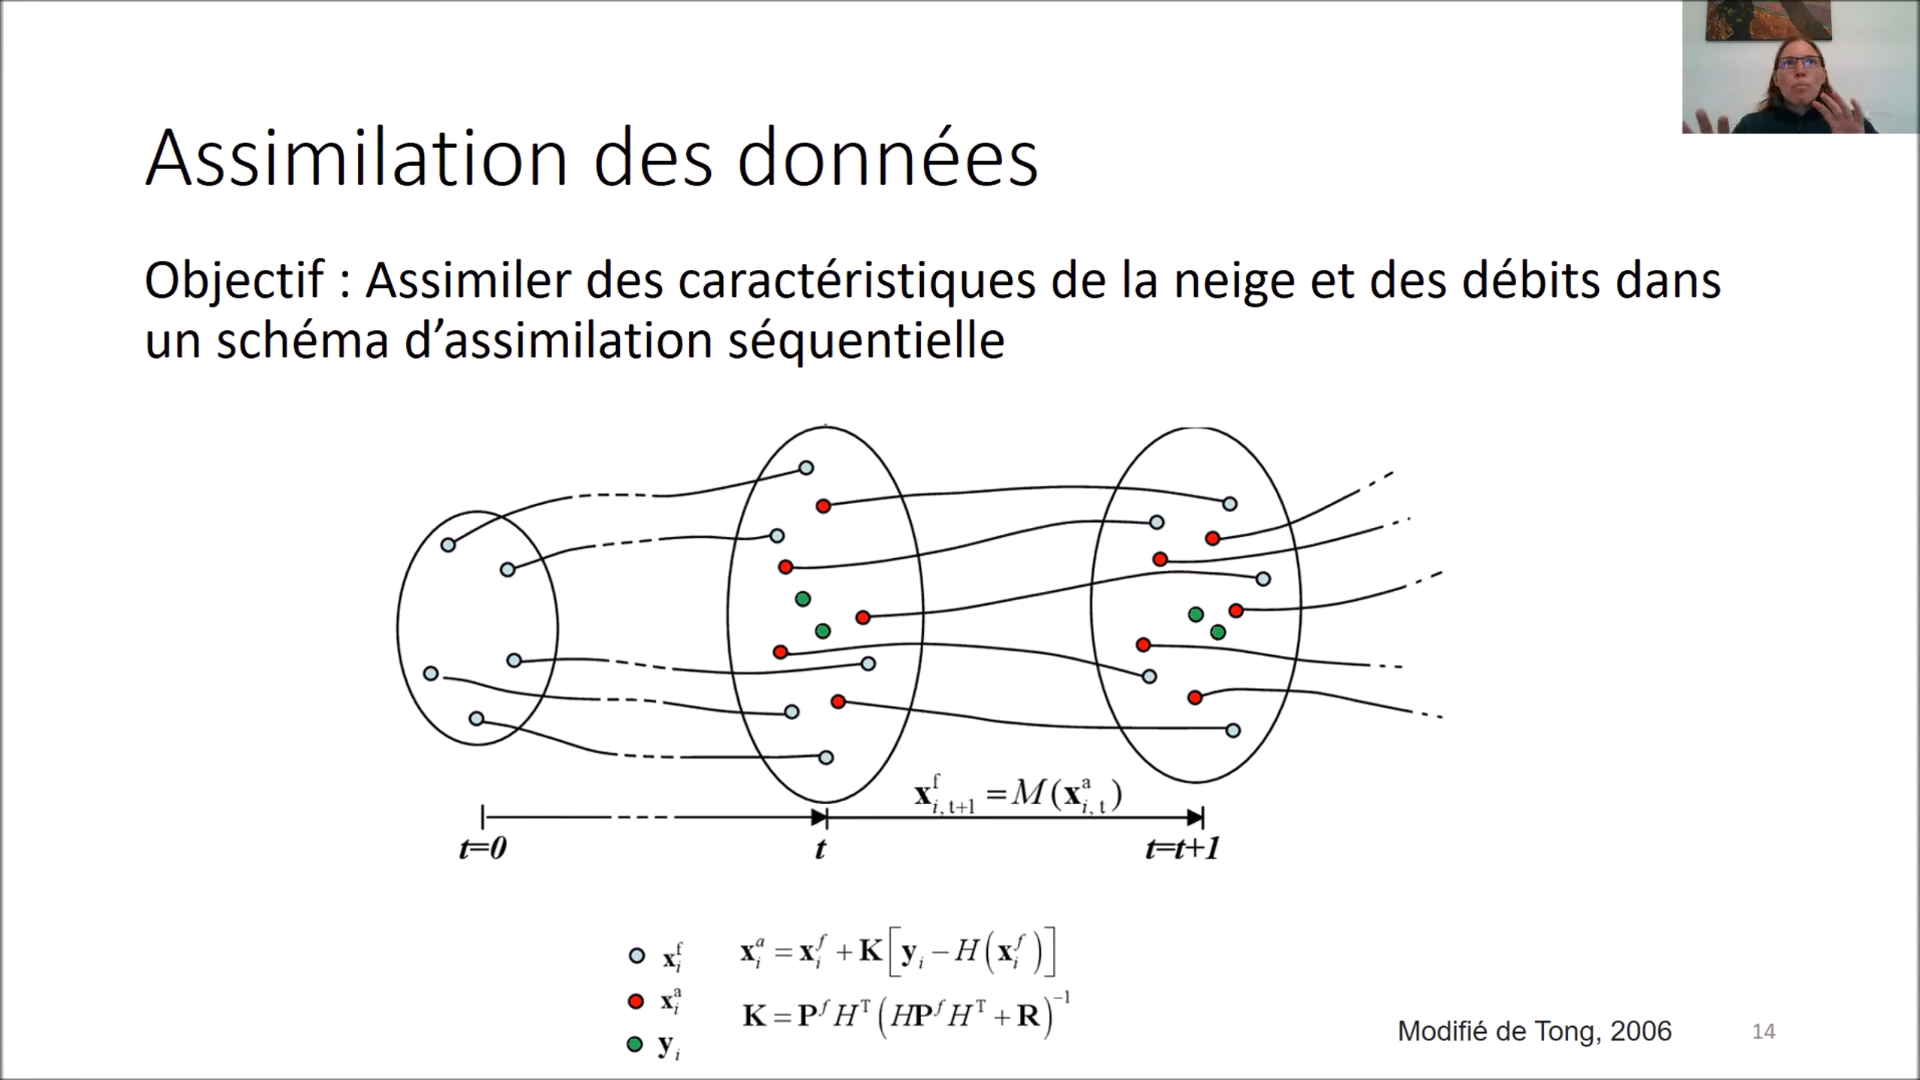 Assimilation des données
Objectif : Assimiler des caractéristiques de la neige et des débits dans
un schéma d’assimilation séquentielle
x^f_{i, t+1} = M(x^a_{i, t})
t=0 t t=t+1
x^f_i x^a_i = x^f_i + K[y_i − H(x^f_i)]
x^a_i K = P^f H^T (HP^f H^T + R)^{−1}
y_i
Modifié de Tong, 2006 14